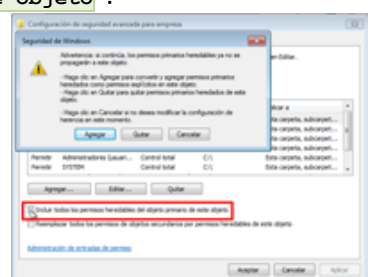 objeto .
Configuración de seguridad avanzada para empresa
Seguridad de Windows
Advertencia: si continúa, los permisos primarios heredables ya no se
propagarán a este objeto.
en Editar.
- Haga clic en Agregar para convertir y agregar permisos primarios
heredados como permisos explícitos en este objeto.
- Haga clic en Quitar para quitar permisos primarios heredados de este
objeto.
- Haga clic en Cancelar si no desea modificar la configuración de
herencia en este momento.
Agregar Quitar Cancelar
licar a
ta carpeta, subcarpet...
ta carpeta, subcarpet...
ta carpeta, subcarpet...
Permitir Administradores (usuari... Control total C:\ Esta carpeta, subcarpet...
Permitir SYSTEM Control total C:\ Esta carpeta, subcarpet...
Agregar... Editar... Quitar
Incluir todos los permisos heredables del objeto primario de este objeto
Reemplazar todos los permisos de objetos secundarios por permisos heredables de este objeto
Administración de entradas de permiso
Aceptar Cancelar Aplicar